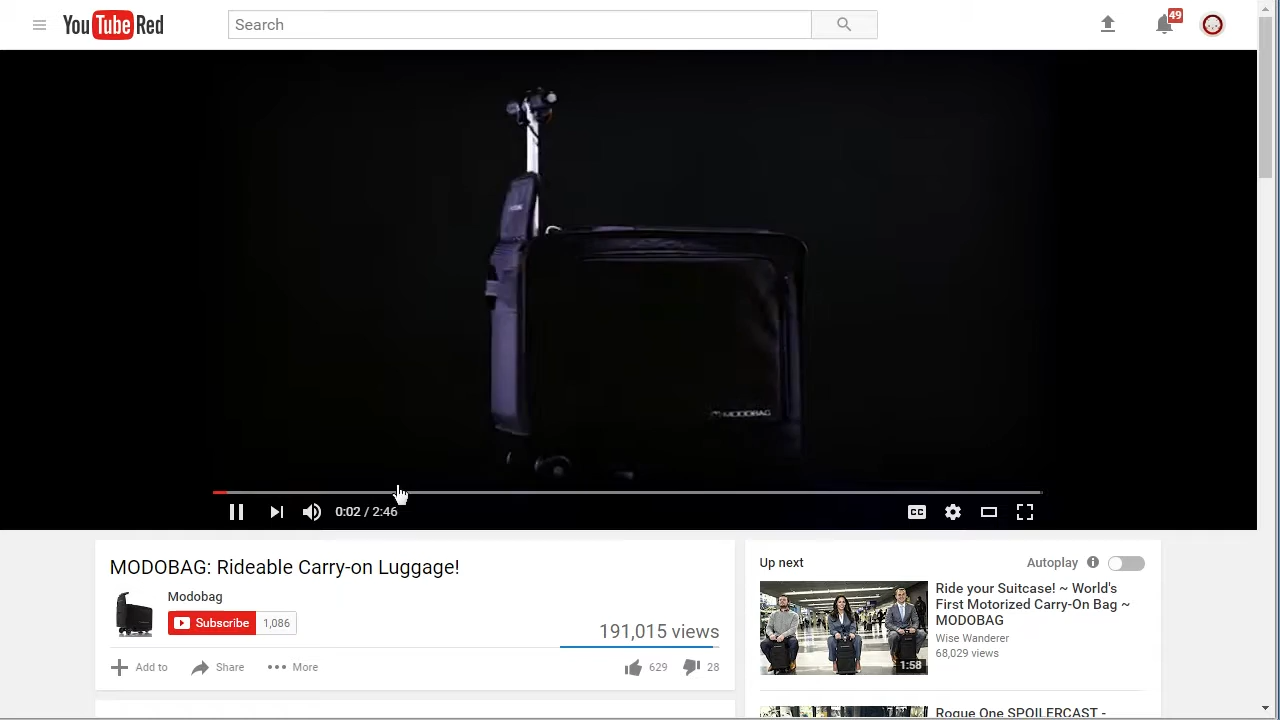 YouTube Red
Search
49
MODOBAG
0:02 / 2:46
CC
MODOBAG: Rideable Carry-on Luggage!
Modobag
Subscribe 1,086
191,015 views
Add to Share More
629 28
Up next
Autoplay
Ride your Suitcase! ~ World's
First Motorized Carry-On Bag ~
MODOBAG
Wise Wanderer
68,029 views
1:58
Rogue One SPOILERCAST -